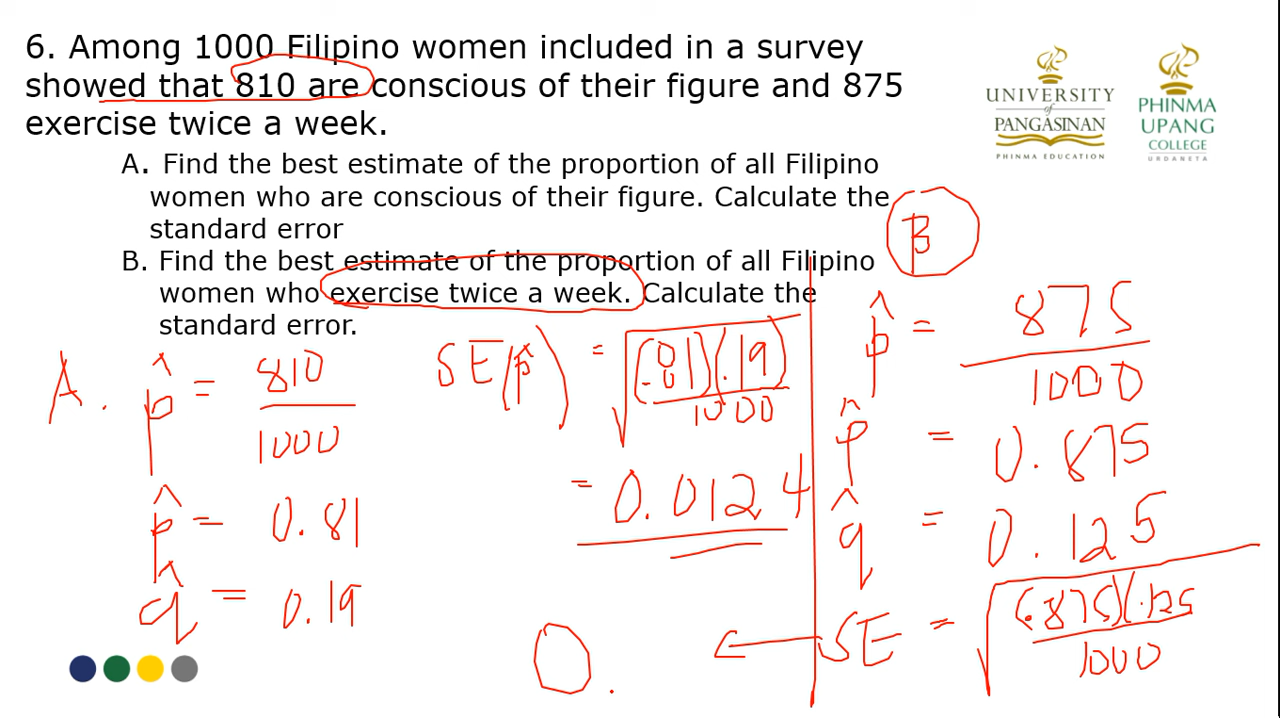 6. Among 1000 Filipino women included in a survey
showed that 810 are conscious of their figure and 875
exercise twice a week.
UNIVERSITY
of
PANGASINAN
PHINMA EDUCATION
PHINMA
UPANG
COLLEGE
URDANETA
A. Find the best estimate of the proportion of all Filipino
women who are conscious of their figure. Calculate the
standard error
B. Find the best estimate of the proportion of all Filipino
women who exercise twice a week. Calculate the
standard error.
A. p̂ = 810
1000
p̂ = 0.81
q̂ = 0.19
SE(p̂) = √(.81)(.19)
1000
= 0.0124
B
p̂ = 875
1000
p̂ = 0.875
q̂ = 0.125
SE = √(.875)(.125
1000
0.